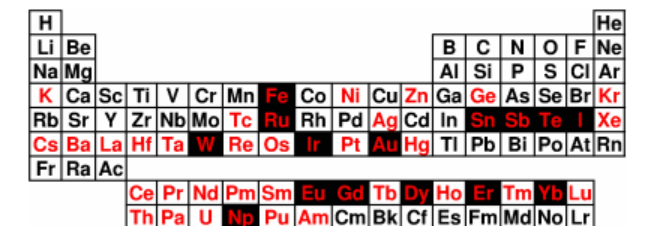 H He
Li Be B C N O F Ne
Na Mg Al Si P S Cl Ar
K Ca Sc Ti V Cr Mn Fe Co Ni Cu Zn Ga Ge As Se Br Kr
Rb Sr Y Zr Nb Mo Tc Ru Rh Pd Ag Cd In Sn Sb Te I Xe
Cs Ba La Hf Ta W Re Os Ir Pt Au Hg Tl Pb Bi Po At Rn
Fr Ra Ac
Ce Pr Nd Pm Sm Eu Gd Tb Dy Ho Er Tm Yb Lu
Th Pa U Np Pu Am Cm Bk Cf Es Fm Md No Lr